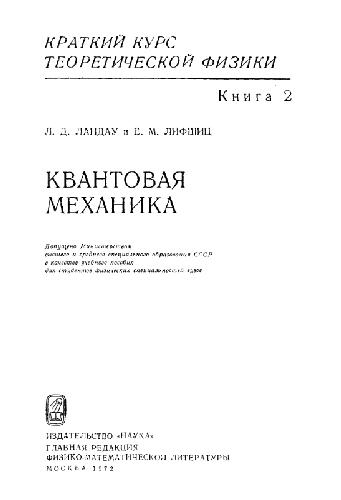 КРАТКИЙ КУРС
ТЕОРЕТИЧЕСКОЙ ФИЗИКИ
Книга 2
Л. Д. ЛАНДАУ и Е. М. ЛИФШИЦ
КВАНТОВАЯ
МЕХАНИКА
Допущено Министерством
высшего и среднего специального образования СССР
в качестве учебного пособия
для студентов физических специальностей вузов
ИЗДАТЕЛЬСТВО «НАУКА»
ГЛАВНАЯ РЕДАКЦИЯ
ФИЗИКО-МАТЕМАТИЧЕСКОЙ ЛИТЕРАТУРЫ
МОСКВА 1972